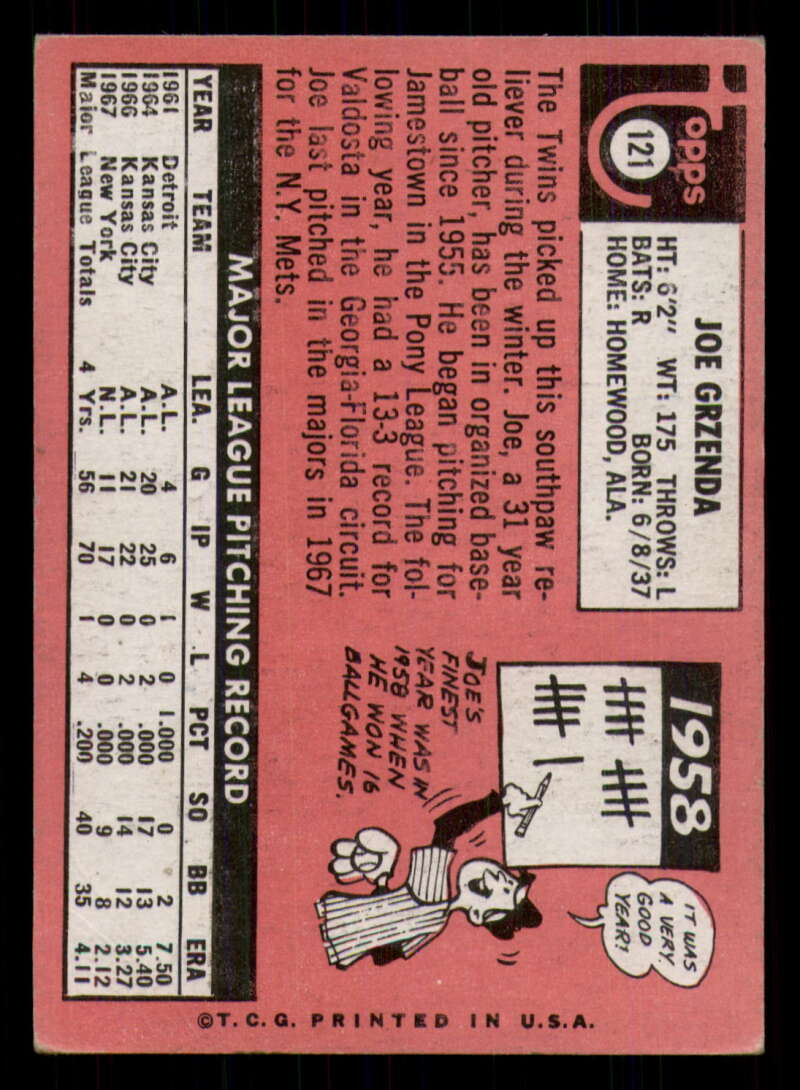 Topps
121
JOE GRZENDA
HT: 6'2" WT: 175 THROWS: L
BATS: R BORN: 6/8/37
HOME: HOMEWOOD, ALA.
The Twins picked up this southpaw re-
liever during the winter. Joe, a 31 year
old pitcher, has been in organized base-
ball since 1955. He began pitching for
Jamestown in the Pony League. The fol-
lowing year, he had a 13-3 record for
Valdosta in the Georgia-Florida circuit.
Joe last pitched in the majors in 1967
for the N.Y. Mets.
1958
IT WAS
A VERY
GOOD
YEAR!
JOE'S
FINEST
YEAR WAS IN
1958 WHEN
HE WON 16
BALLGAMES.
MAJOR LEAGUE PITCHING RECORD
YEAR TEAM LEA. G IP W L PCT SO BB ERA
1961 Detroit A.L. 4 6 1 0 1.000 0 2 7.50
1964 Kansas City A.L. 20 25 0 2 .000 17 13 5.40
1966 Kansas City A.L. 21 22 0 2 .000 14 12 3.27
1967 New York N.L. 11 17 0 0 .000 9 8 2.12
Major League Totals 4 Yrs. 56 70 1 4 .200 40 35 4.11
©T.C.G. PRINTED IN U.S.A.